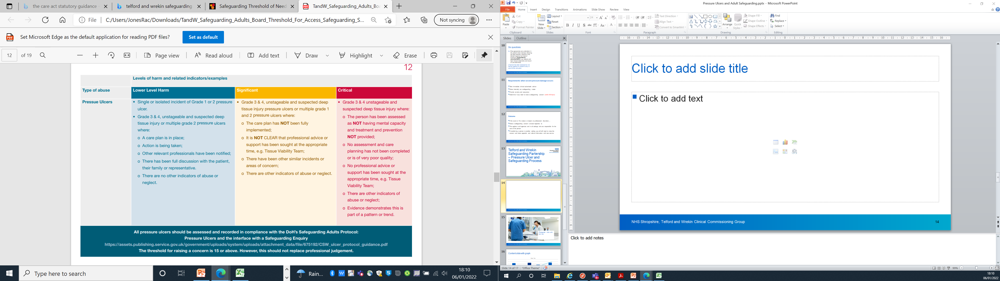 the care act statutory guidance -
telford and wrekin safeguarding
Safeguarding Threshold of Need
TandW_Safeguarding_Adults_Boa
File
C:/Users/JonesRac/Downloads/TandW_Safeguarding_Adults_Board_Threshold_For_Access_Safeguarding_S...
Not syncing
Set Microsoft Edge as the default application for reading PDF files?
Set as default
12 of 19
Page view
Read aloud
Add text
Draw
Highlight
Erase
12
Levels of harm and related indicators/examples
Type of abuse
Lower Level Harm
Significant
Critical
Pressue Ulcers
• Single or isolated incident of Grade 1 or 2 pressure
ulcer.
• Grade 3 & 4, unstageable and suspected deep
tissue injury or multiple grade 2 pressure ulcers
where:
o A care plan is in place;
o Action is being taken;
o Other relevant professionals have been notified;
o There has been full discussion with the patient,
their family or representative.
o There are no other indicators of abuse or
neglect.
• Grade 3 & 4, unstageable and suspected deep
tissue injury pressure ulcers or multiple grade 1
and 2 pressure ulcers where:
o The care plan has NOT been fully
implemented;
o It is NOT CLEAR that professional advice or
support has been sought at the appropriate
time, e.g. Tissue Viability Team;
o There have been other similar incidents or
areas of concern;
o There are other indicators of abuse or neglect.
• Grade 3 & 4 unstageable and
suspected deep tissue injury where:
o The person has been assessed
as NOT having mental capacity
and treatment and prevention
NOT provided;
o No assessment and care
planning has not been completed
or is of very poor quality;
o No professional advice or
support has been sought at the
appropriate time, e.g. Tissue
Viability Team;
o There are other indicators of
abuse or neglect;
o Evidence demonstrates this is
part of a pattern or trend.
All pressure ulcers should be assessed and recorded in compliance with the DoH's Safeguarding Adults Protocol:
Pressure Ulcers and the interface with a Safeguarding Enquiry
https://assets.publishing.service.gov.uk/government/uploads/system/uploads/attachment_data/file/675192/CSW_ulcer_protocol_guidance.pdf
The threshold for raising a concern is 15 or above. However, this should not replace professional judgement.
Type here to search
Rain...
18:10
06/01/2022
Pressure Ulcers and Adult Safeguarding.pptx - Microsoft PowerPoint
File Home Insert Design Transitions Animations Slide Show Review View
Paste
Cut
Copy
Format Painter
Clipboard
New
Slide
Layout
Reset
Section
Slides
24
Font
Text Direction
Align Text
Convert to SmartArt
Paragraph
Arrange
Quick
Styles
Shape Fill
Shape Outline
Shape Effects
Drawing
Find
Replace
Select
Editing
Slides Outline
10
Six questions
11
Requirements when severe pressure damage occurs:
12
Outcome
13
Telford and Wrekin
Safeguarding Partership
– Pressure Ulcer and
Safeguarding Process
14
15
16
Content slide with graph
Click to add slide title
Click to add text
NHS Shropshire, Telford and Wrekin Clinical Commissioning Group
14
Click to add notes
Slide 14 of 17
"Office Theme"
99%
18:10
06/01/2022